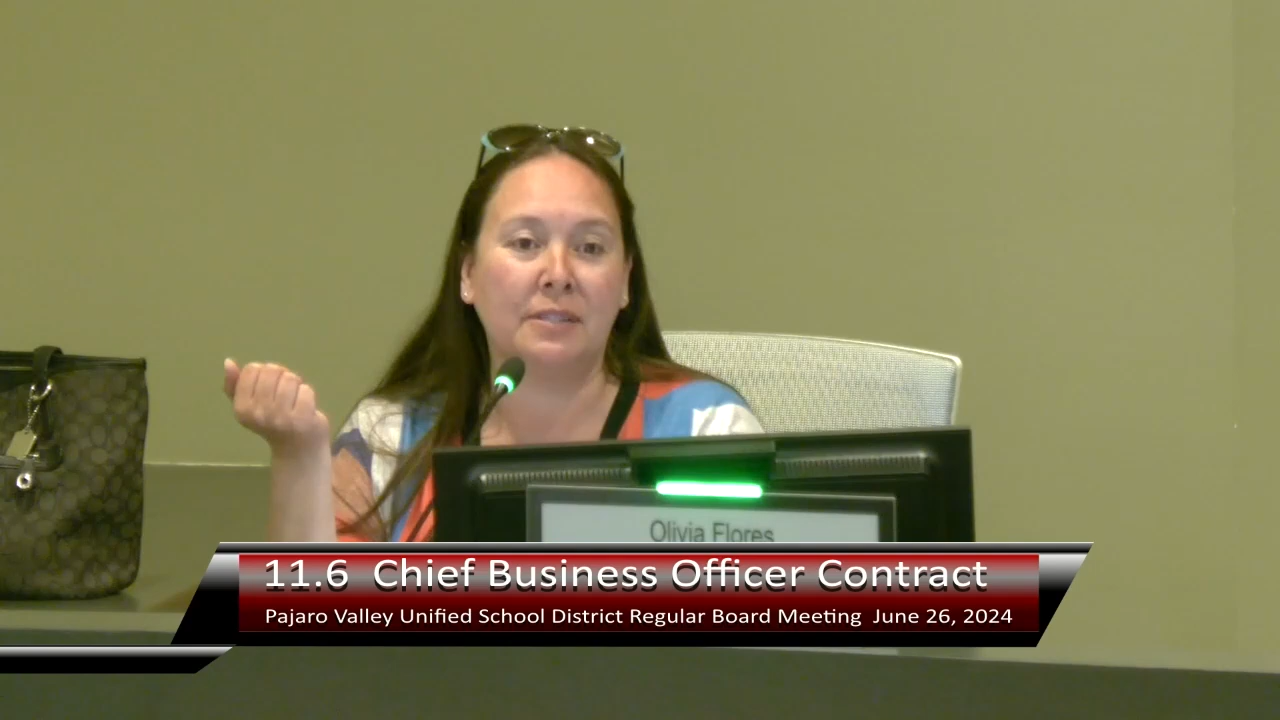 Olivia Flores
11.6 Chief Business Officer Contract
Pajaro Valley Unified School District Regular Board Meeting June 26, 2024